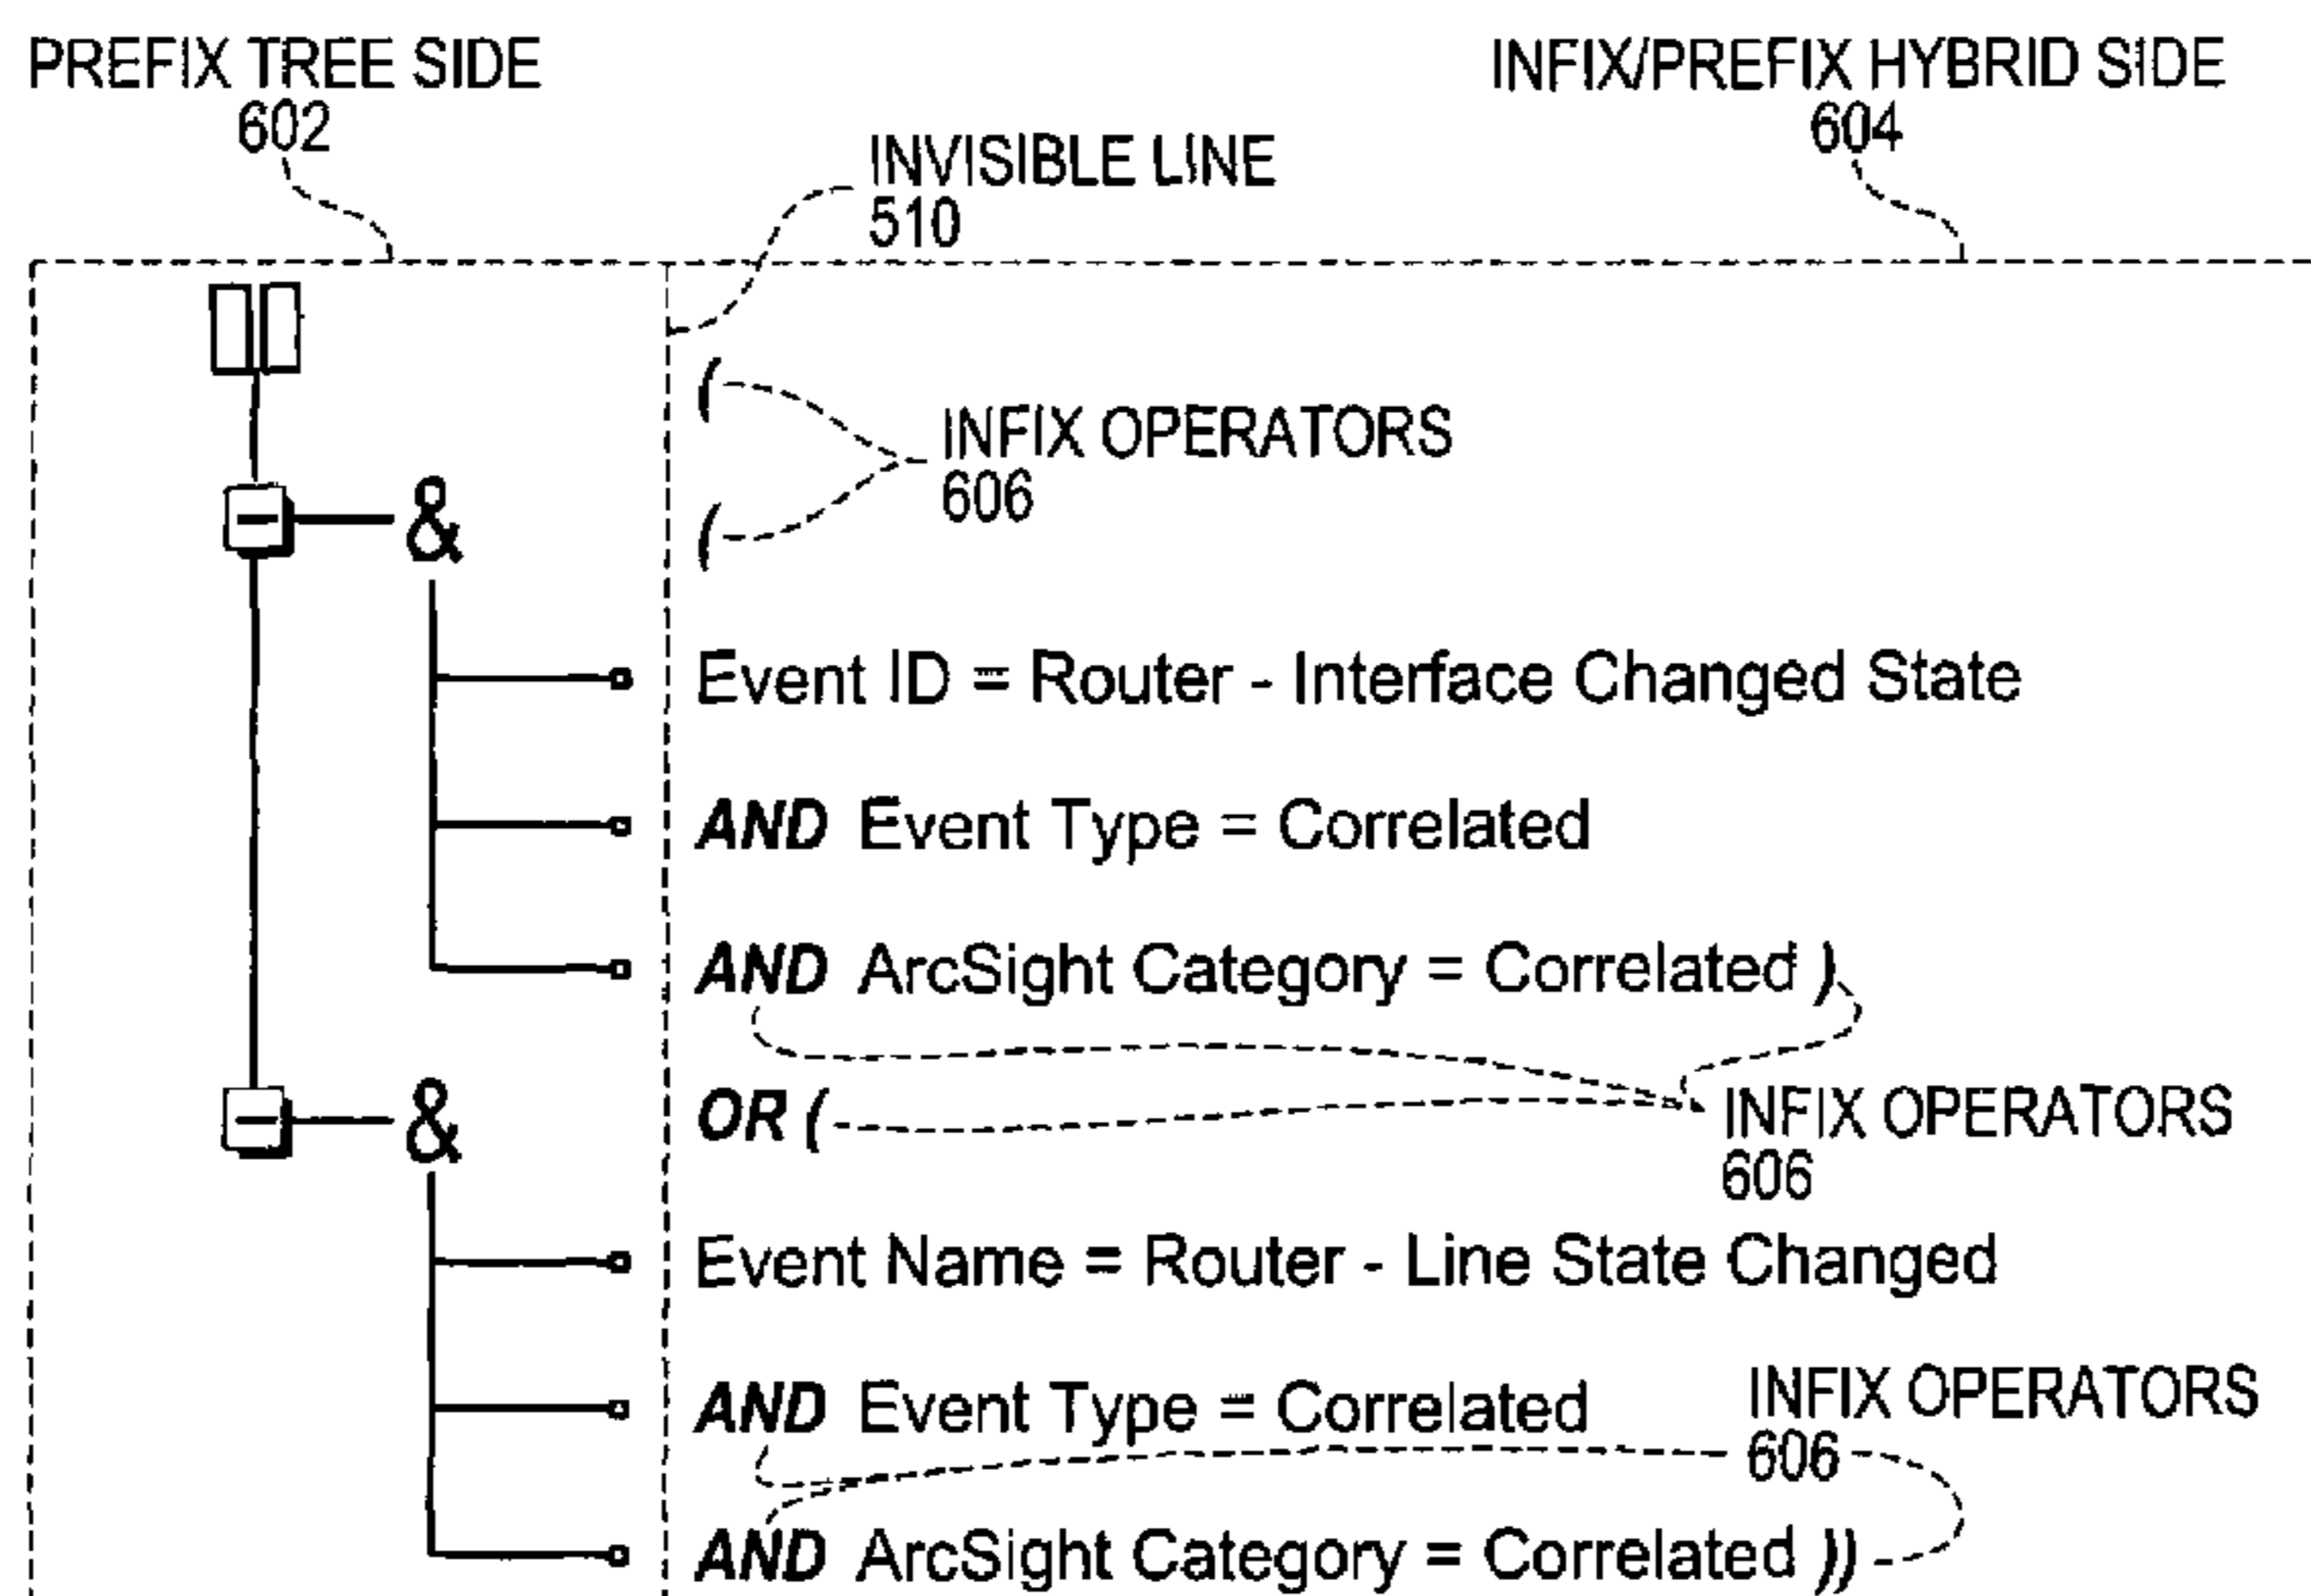 PREFIX TREE SIDE
602
INFIX/PREFIX HYBRID SIDE
604
INVISIBLE LINE
510
(
INFIX OPERATORS
606
& (
Event ID = Router - Interface Changed State
AND Event Type = Correlated
AND ArcSight Category = Correlated )
& OR (
INFIX OPERATORS
606
Event Name = Router - Line State Changed
AND Event Type = Correlated
INFIX OPERATORS
606
AND ArcSight Category = Correlated ))